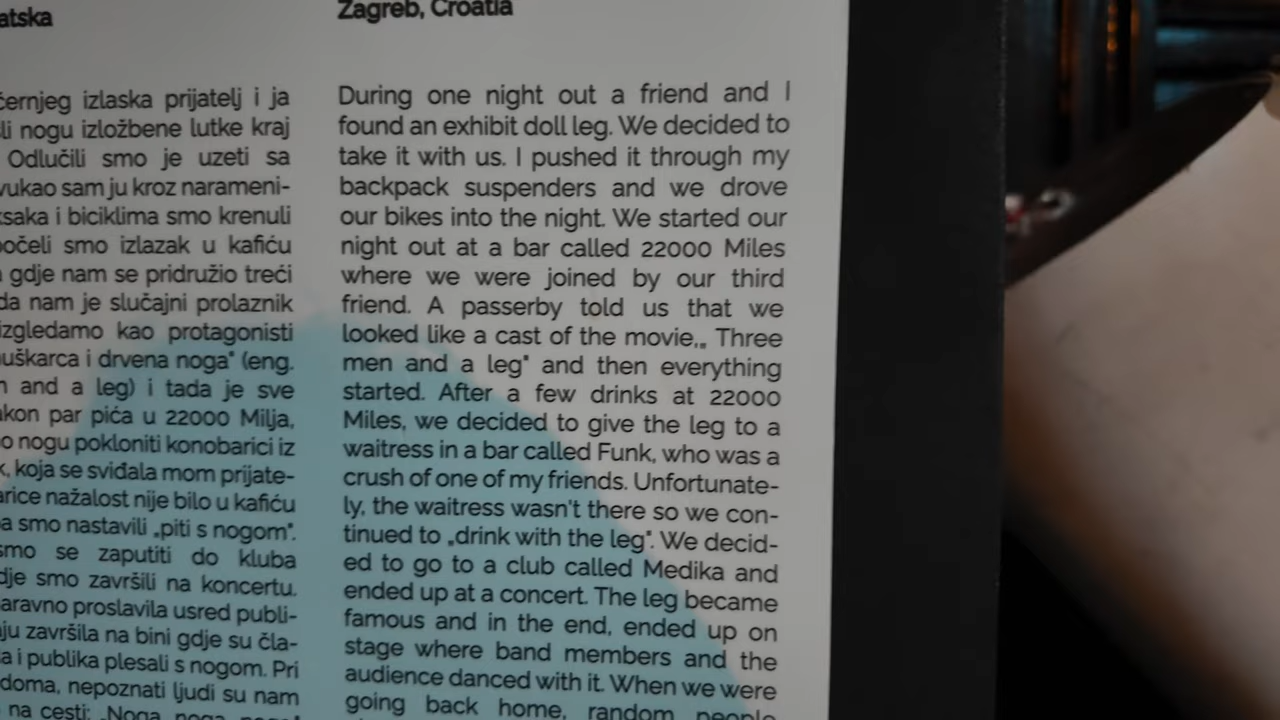 atska
černjeg izlaska prijatelj i ja
li nogu izložbene lutke kraj
Odlučili smo je uzeti sa
vukao sam ju kroz narameni-
saka i biciklima smo krenuli
očeli smo izlazak u kafiću
gdje nam se pridružio treći
da nam je slučajni prolaznik
izgledamo kao protagonisti
uškarca i drvena noga" (eng.
and a leg) i tada je sve
akon par pića u 22000 Milja,
o nogu pokloniti konobarici iz
k, koja se sviđala mom prijate-
arice nažalost nije bilo u kafiću
a smo nastavili „piti s nogom".
smo se zaputiti do kluba
dje smo završili na koncertu.
aravno proslavila usred publi-
ju završila na bini gdje su čla-
a i publika plesali s nogom. Pri
doma, nepoznati ljudi su nam
na cesti: „Noga, noga, noga!
Zagreb, Croatia
During one night out a friend and I
found an exhibit doll leg. We decided to
take it with us. I pushed it through my
backpack suspenders and we drove
our bikes into the night. We started our
night out at a bar called 22000 Miles
where we were joined by our third
friend. A passerby told us that we
looked like a cast of the movie,„ Three
men and a leg" and then everything
started. After a few drinks at 22000
Miles, we decided to give the leg to a
waitress in a bar called Funk, who was a
crush of one of my friends. Unfortunate-
ly, the waitress wasn't there so we con-
tinued to „drink with the leg". We decid-
ed to go to a club called Medika and
ended up at a concert. The leg became
famous and in the end, ended up on
stage where band members and the
audience danced with it. When we were
going back home, random people